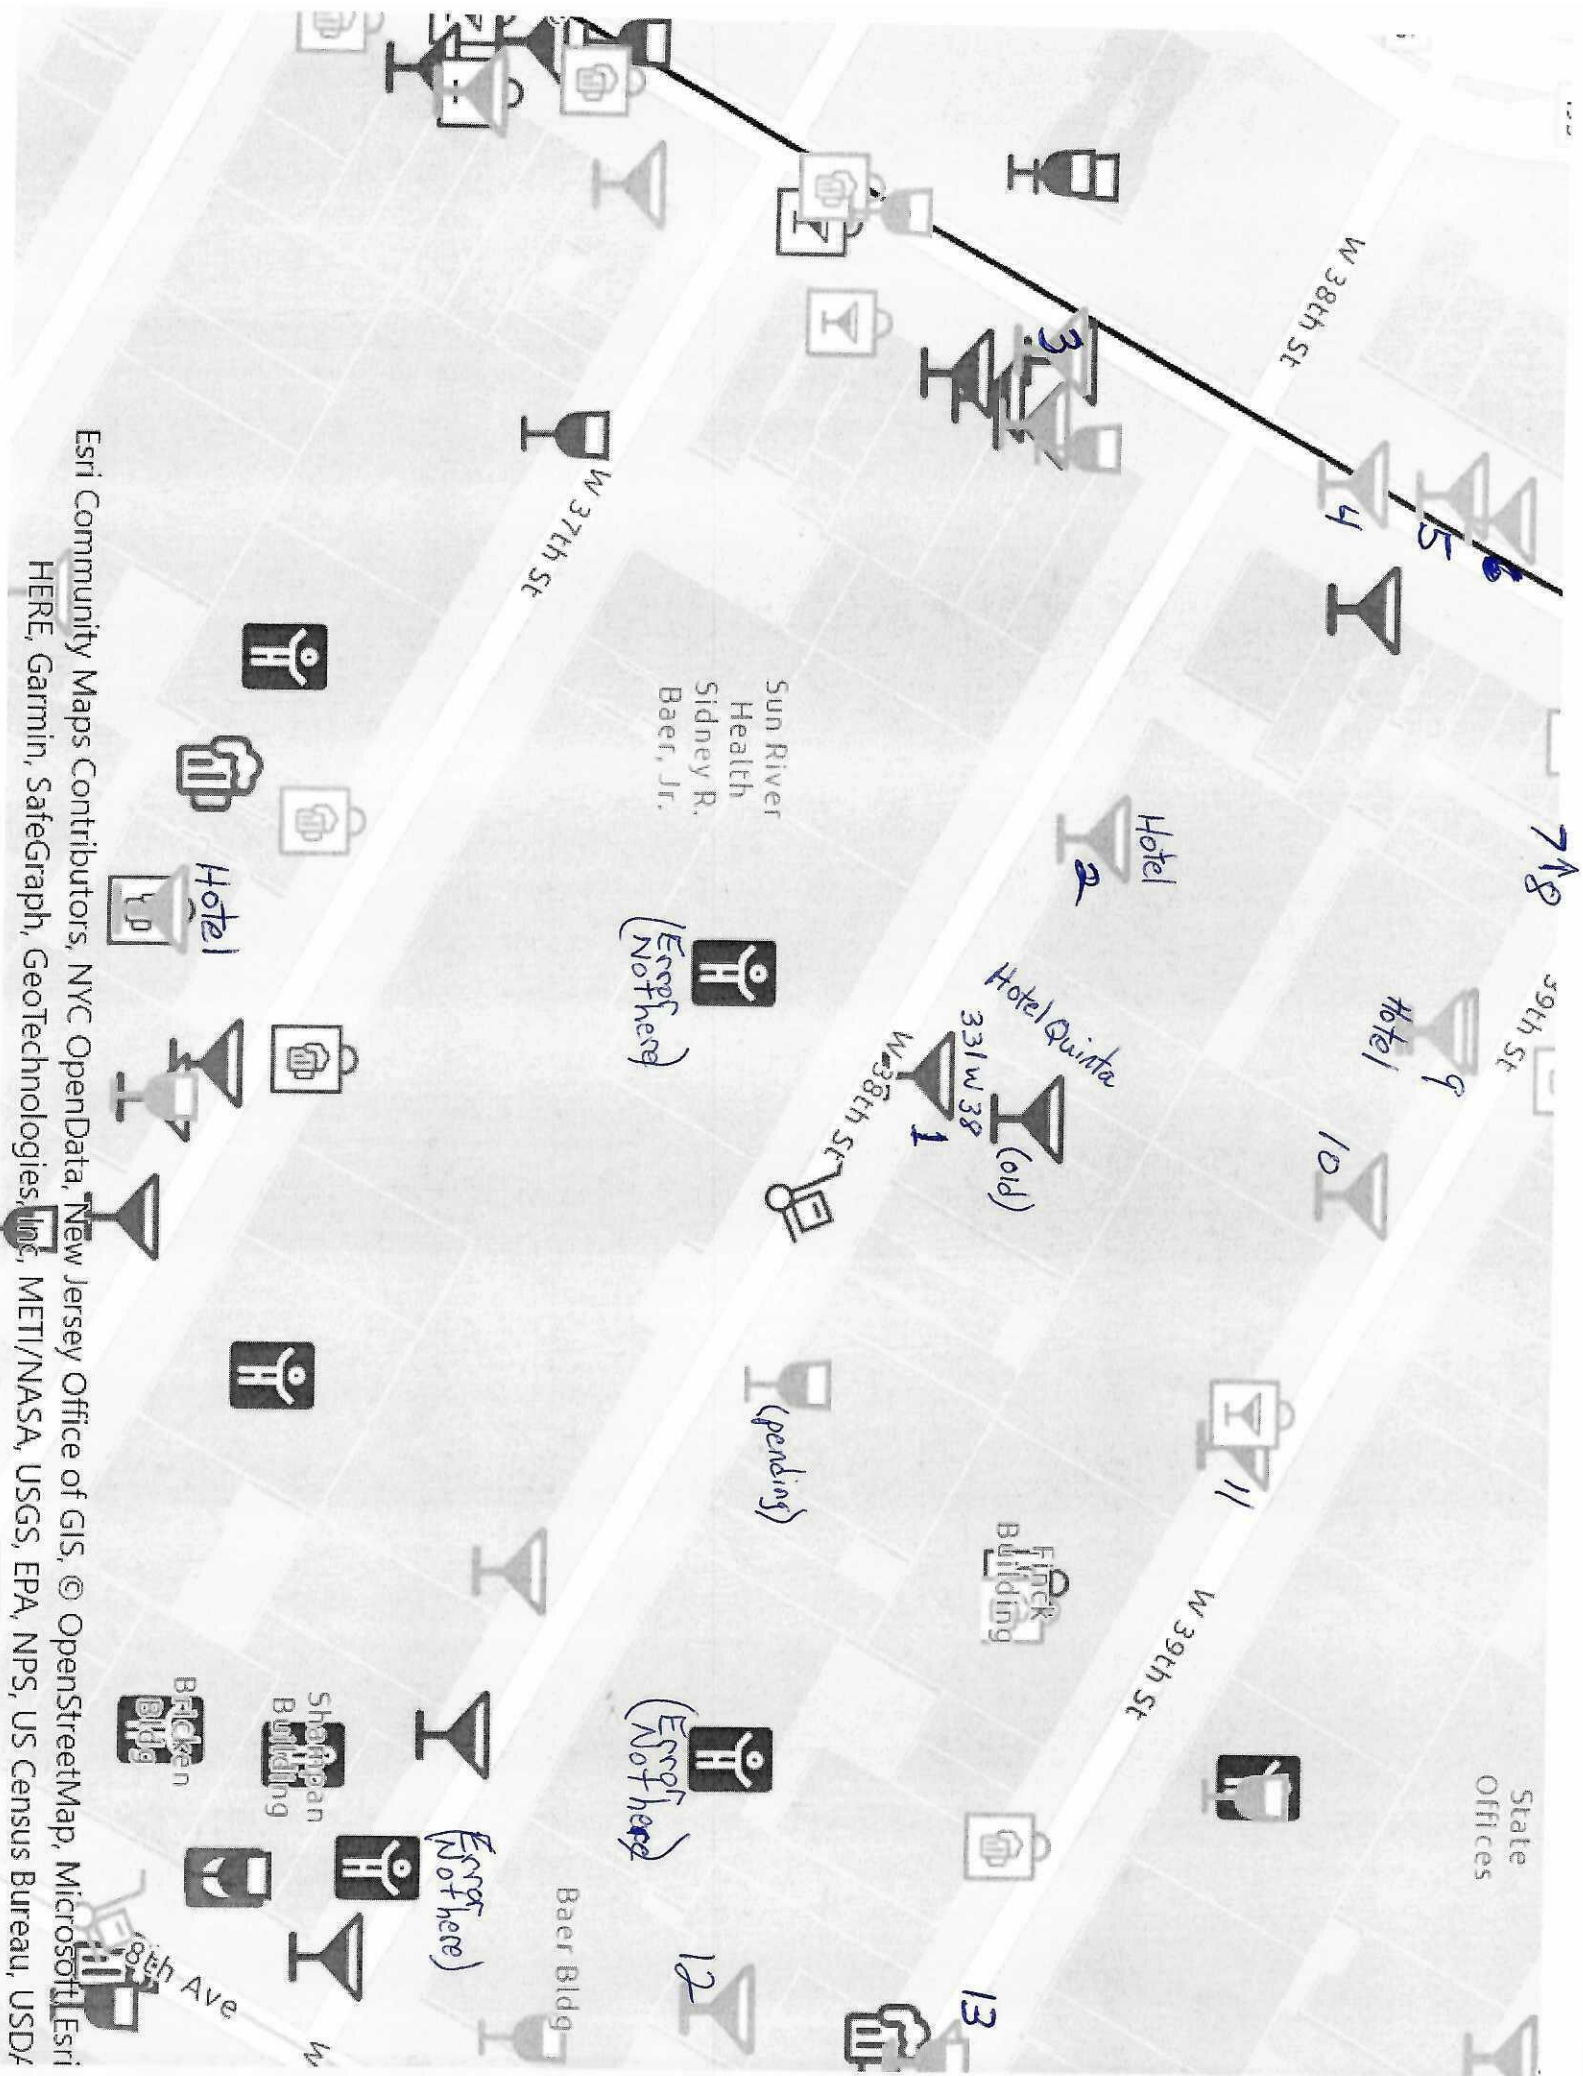 W 38th St
3
4
5
6
W 37th St
Sun River
Health
Sidney R.
Baer, Jr.
Hotel
2
7↑8
39th St
Hotel
9
10
Hotel Quinta
331 W 38
(old)
1
W 38th St
(Error
Not here)
Hotel
(pending)
11
Finck
Building
W 39th St
State
Offices
(Error
Not here)
Shampan
Building
Bricken
Bldg
(Error
Not here)
Baer Bldg
12
13
8th Ave
W
Esri Community Maps Contributors, NYC OpenData, New Jersey Office of GIS, © OpenStreetMap, Microsoft, Esri
HERE, Garmin, SafeGraph, GeoTechnologies, Inc, METI/NASA, USGS, EPA, NPS, US Census Bureau, USDA